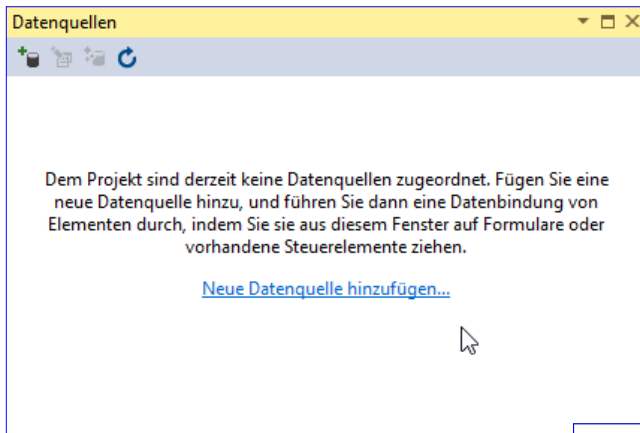 Datenquellen
Dem Projekt sind derzeit keine Datenquellen zugeordnet. Fügen Sie eine
neue Datenquelle hinzu, und führen Sie dann eine Datenbindung von
Elementen durch, indem Sie sie aus diesem Fenster auf Formulare oder
vorhandene Steuerelemente ziehen.
Neue Datenquelle hinzufügen...